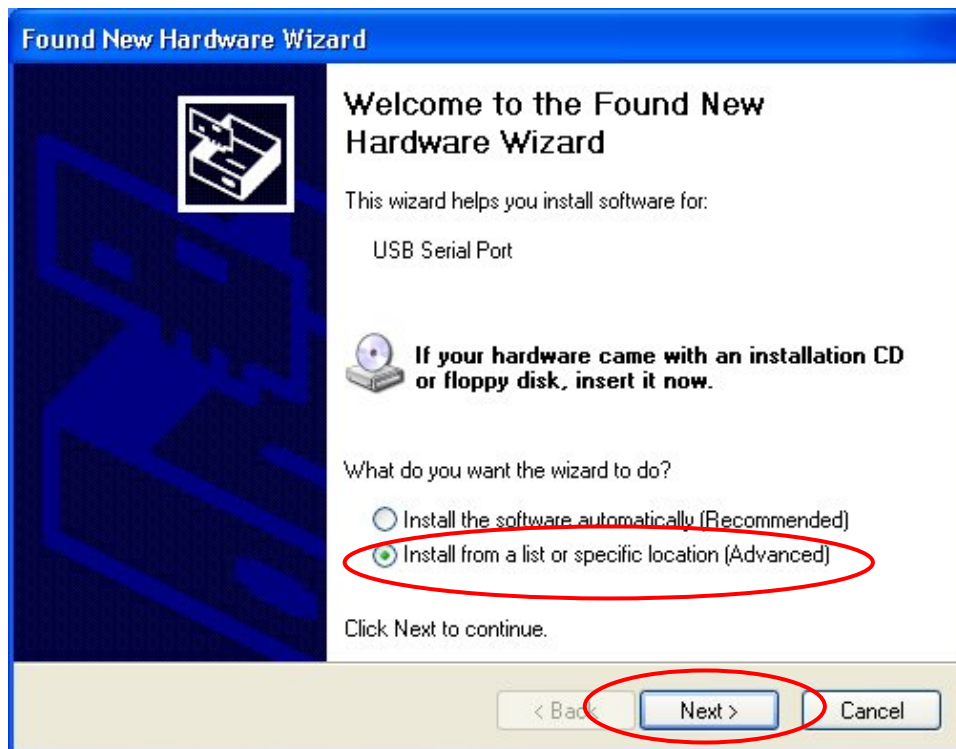 Found New Hardware Wizard
Welcome to the Found New
Hardware Wizard
This wizard helps you install software for:
USB Serial Port
If your hardware came with an installation CD
or floppy disk, insert it now.
What do you want the wizard to do?
Install the software automatically (Recommended)
Install from a list or specific location (Advanced)
Click Next to continue.
< Back Next > Cancel